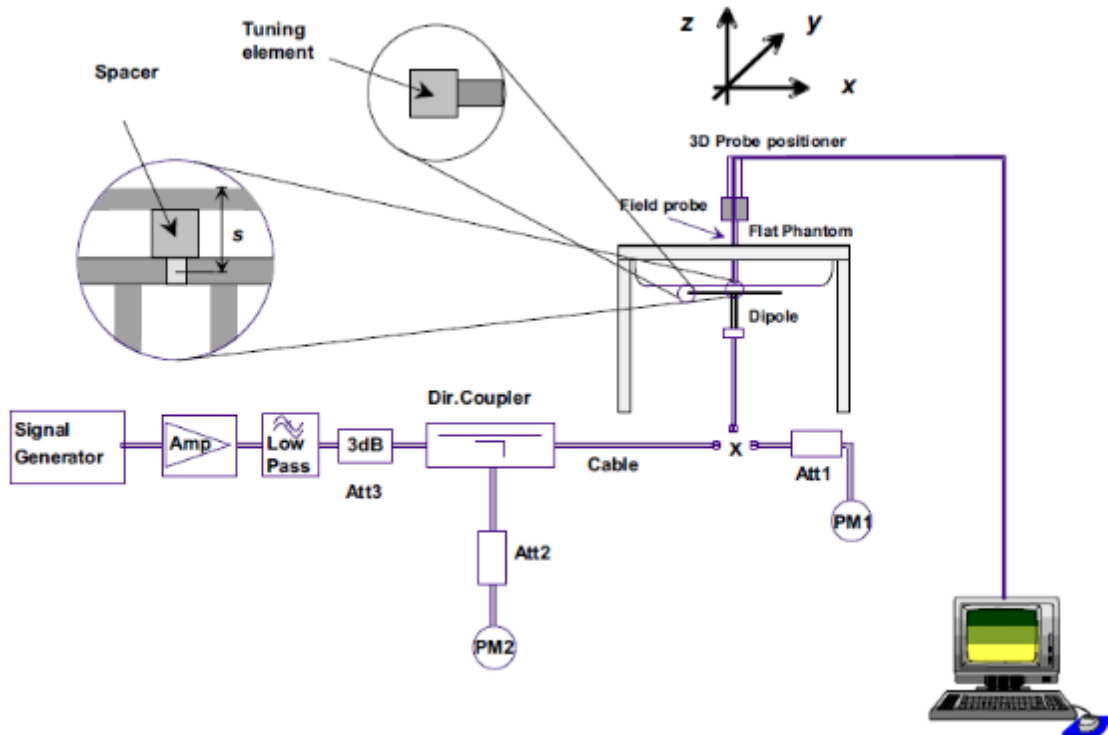 Tuning
element
Spacer
s
z
y
x
3D Probe positioner
Field probe
Flat Phantom
Dipole
Dir.Coupler
Signal
Generator
Amp
Low
Pass
3dB
Att3
Cable
X
Att1
PM1
Att2
PM2